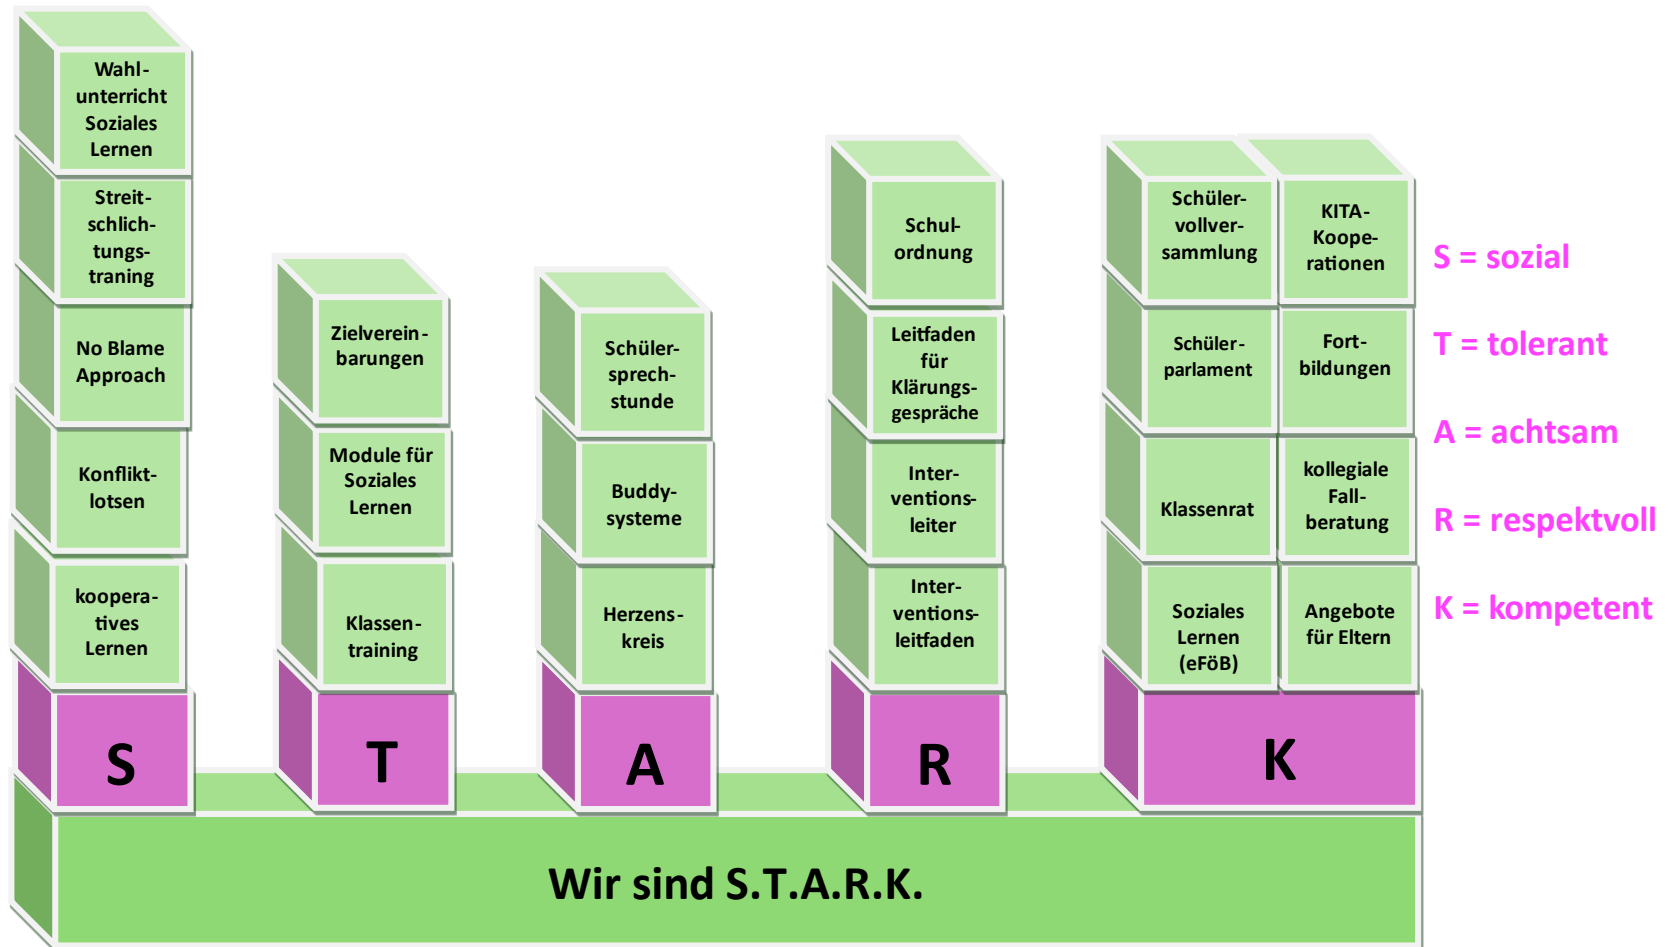 Wahl-
unterricht
Soziales
Lernen
Streit-
schlich-
tungs-
traning
No Blame
Approach
Konflikt-
lotsen
koopera-
tives
Lernen
S
Zielverein-
barungen
Module für
Soziales
Lernen
Klassen-
training
T
Schüler-
sprech-
stunde
Buddy-
systeme
Herzens-
kreis
A
Schul-
ordnung
Leitfaden
für
Klärungs-
gespräche
Inter-
ventions-
leiter
Inter-
ventions-
leitfaden
R
Schüler-
vollver-
sammlung
Schüler-
parlament
Klassenrat
Soziales
Lernen
(eFöB)
KITA-
Koope-
rationen
Fort-
bildungen
kollegiale
Fall-
beratung
Angebote
für Eltern
K
S = sozial
T = tolerant
A = achtsam
R = respektvoll
K = kompetent
Wir sind S.T.A.R.K.